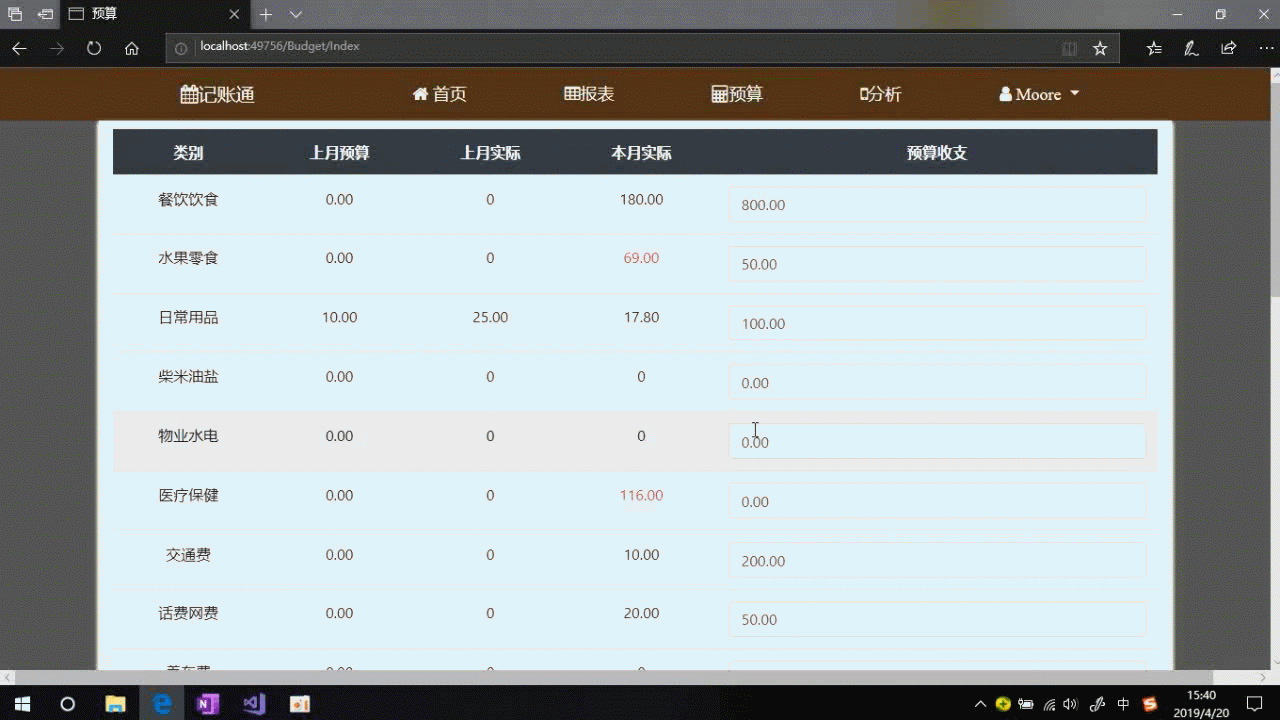 预算
localhost:49756/Budget/Index
记账通 首页 报表 预算 分析 Moore
类别 上月预算 上月实际 本月实际 预算收支
餐饮饮食 0.00 0 180.00 800.00
水果零食 0.00 0 69.00 50.00
日常用品 10.00 25.00 17.80 100.00
柴米油盐 0.00 0 0 0.00
物业水电 0.00 0 0 0.00
医疗保健 0.00 0 116.00 0.00
交通费 0.00 0 10.00 200.00
话费网费 0.00 0 20.00 50.00
中 15:40
2019/4/20